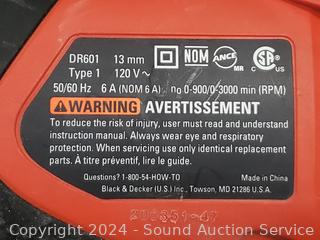 DR601 13 mm
Type 1 120 V ~
NOM ANCE MR CSA ®
50/60 Hz 6 A (NOM 6 A) no 0-900/0-3000 min (RPM)
⚠WARNING AVERTISSEMENT
To reduce the risk of injury, user must read and understand
instruction manual. Always wear eye and respiratory
protection. When servicing use only identical replacement
parts. À titre préventif, lire le guide.
Questions? 1-800-54-HOW-TO Made in China
Black & Decker (U.S.) Inc., Towson, MD 21286 U.S.A.
Copyright 2024 - Sound Auction Service